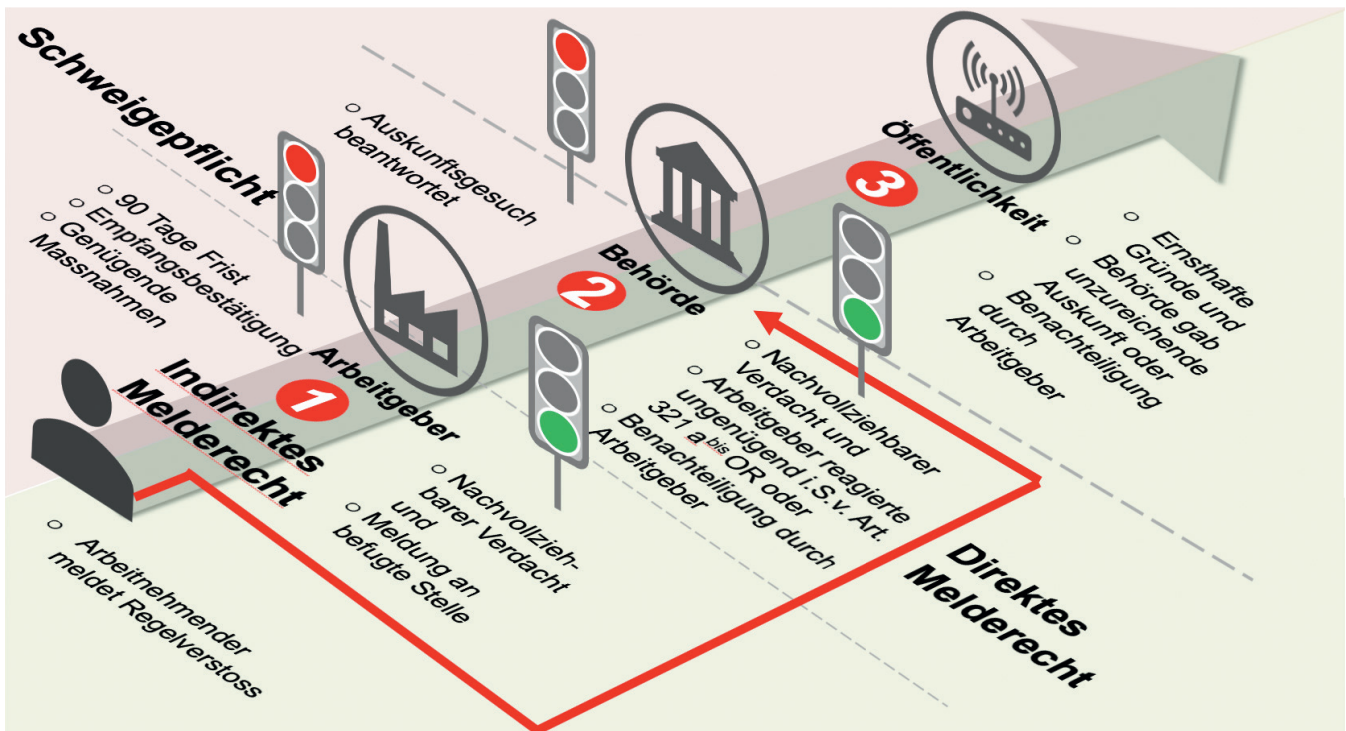 Schweigepflicht
○ 90 Tage Frist
○ Empfangsbestätigung
○ Genügende
Massnahmen
○ Auskunftsgesuch
beantwortet
Indirektes
Melderecht
1
Arbeitgeber
2
Behörde
3
Öffentlichkeit
○ Arbeitnehmender
meldet Regelverstoss
○ Nachvollzieh-
barer Verdacht
und
○ Meldung an
befugte Stelle
○ Nachvollziehbarer
Verdacht und
○ Arbeitgeber reagierte
ungenügend i.S.v. Art.
321 a bis OR oder
○ Benachteiligung durch
Arbeitgeber
○ Ernsthafte
Gründe und
○ Behörde gab
unzureichende
Auskunft oder
○ Benachteiligung
durch
Arbeitgeber
Direktes
Melderecht